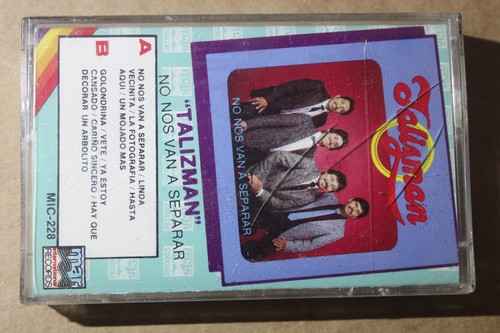 "TALIZMAN"
NO NOS VAN A SEPARAR
A
NO NOS VAN A SEPARAR / LINDA
VECINITA / LA FOTOGRAFIA / HASTA
AQUI / UN MOJADO MAS
B
GOLONDRINA / VETE / YA ESTOY
CANSADO / CARIÑO SINCERO / HAY QUE
DECORAR UN ARBOLITO
MIC-228
mar
international
RECORDS
Talizman
NO NOS VAN A SEPARAR